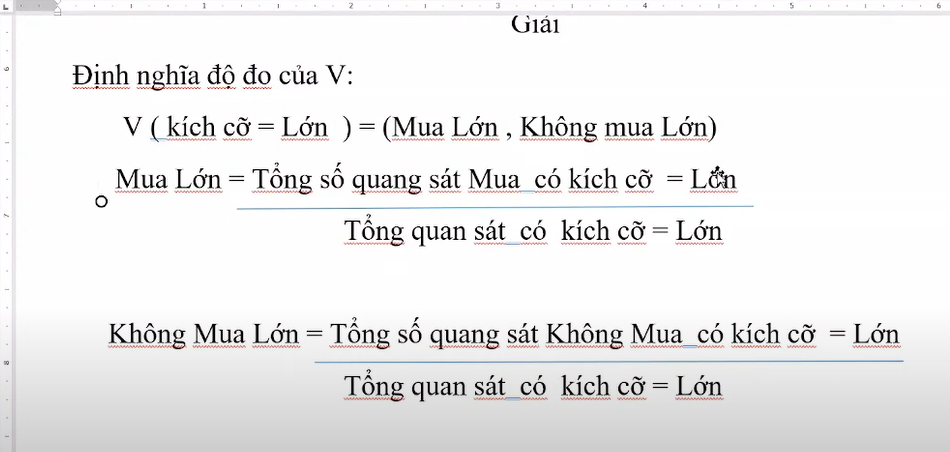 Giải
Định nghĩa độ đo của V:
V ( kích cỡ = Lớn ) = (Mua Lớn , Không mua Lớn)
Mua Lớn = Tổng số quang sát Mua có kích cỡ = Lớn
Tổng quan sát có kích cỡ = Lớn
Không Mua Lớn = Tổng số quang sát Không Mua có kích cỡ = Lớn
Tổng quan sát có kích cỡ = Lớn